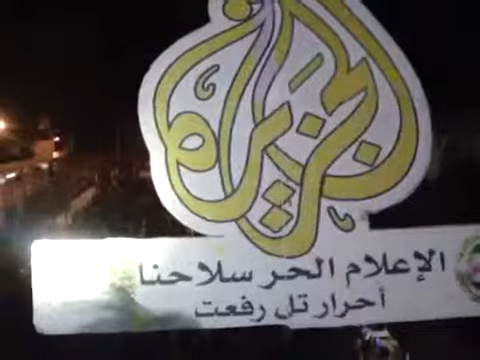 الجزيرة
الإعلام الحر سلاحنا
أحرار تل رفعت